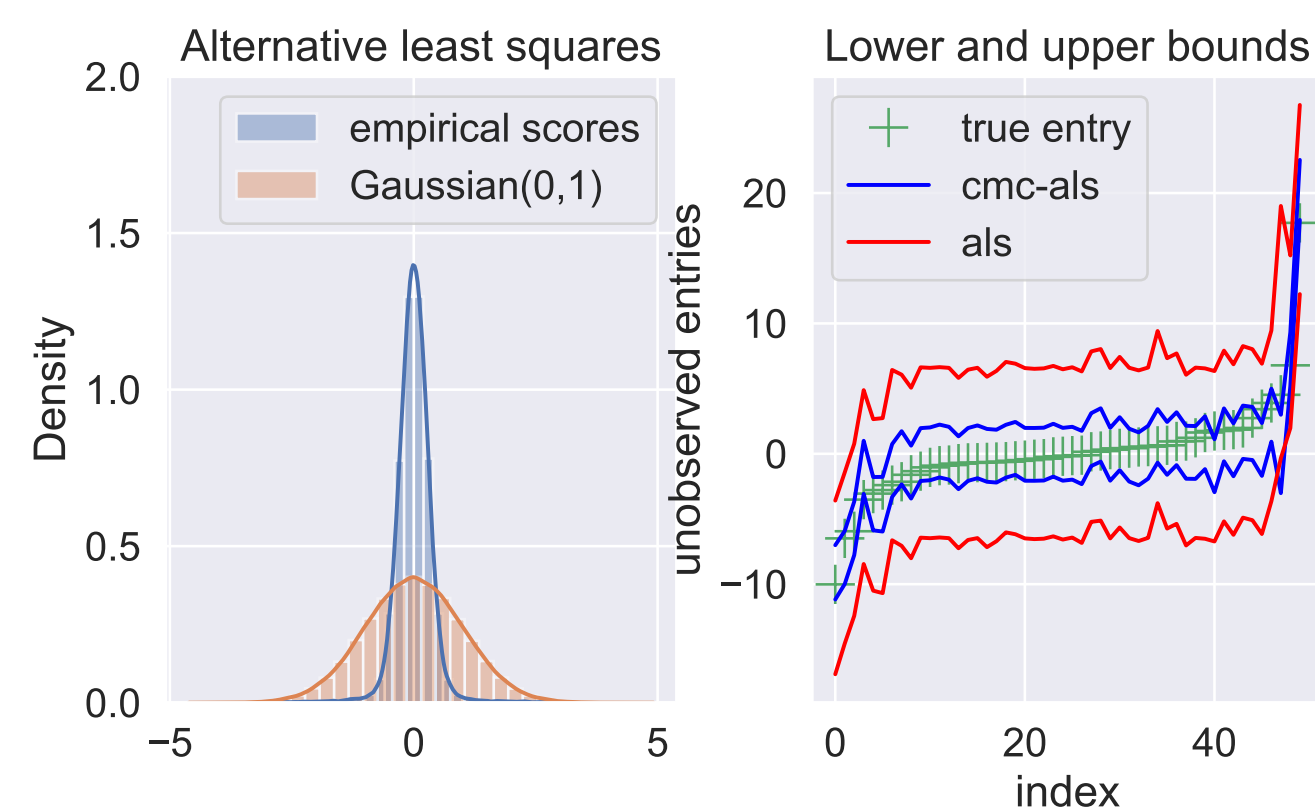 Alternative least squares
2.0
1.5
1.0
0.5
0.0
Density
empirical scores
Gaussian(0,1)
−5
0
5
Lower and upper bounds
20
10
0
−10
unobserved entries
true entry
cmc-als
als
0
20
40
index